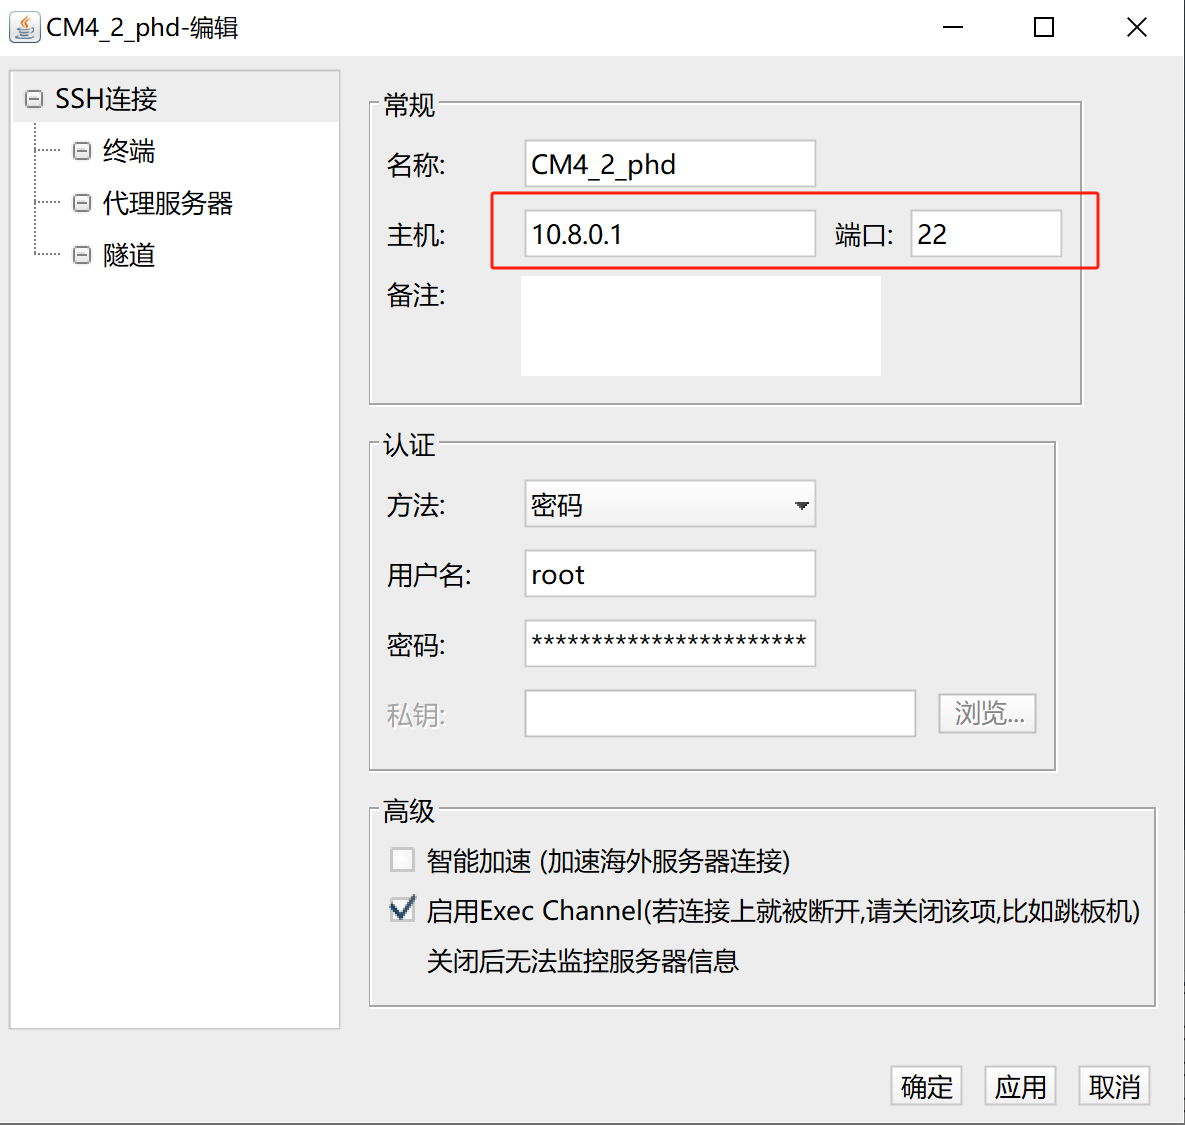 CM4_2_phd-编辑
SSH连接
终端
代理服务器
隧道
常规
名称: CM4_2_phd
主机: 10.8.0.1 端口: 22
备注:
认证
方法: 密码
用户名: root
密码: ***********************
私钥: 浏览...
高级
智能加速 (加速海外服务器连接)
启用Exec Channel(若连接上就被断开,请关闭该项,比如跳板机)
关闭后无法监控服务器信息
确定 应用 取消